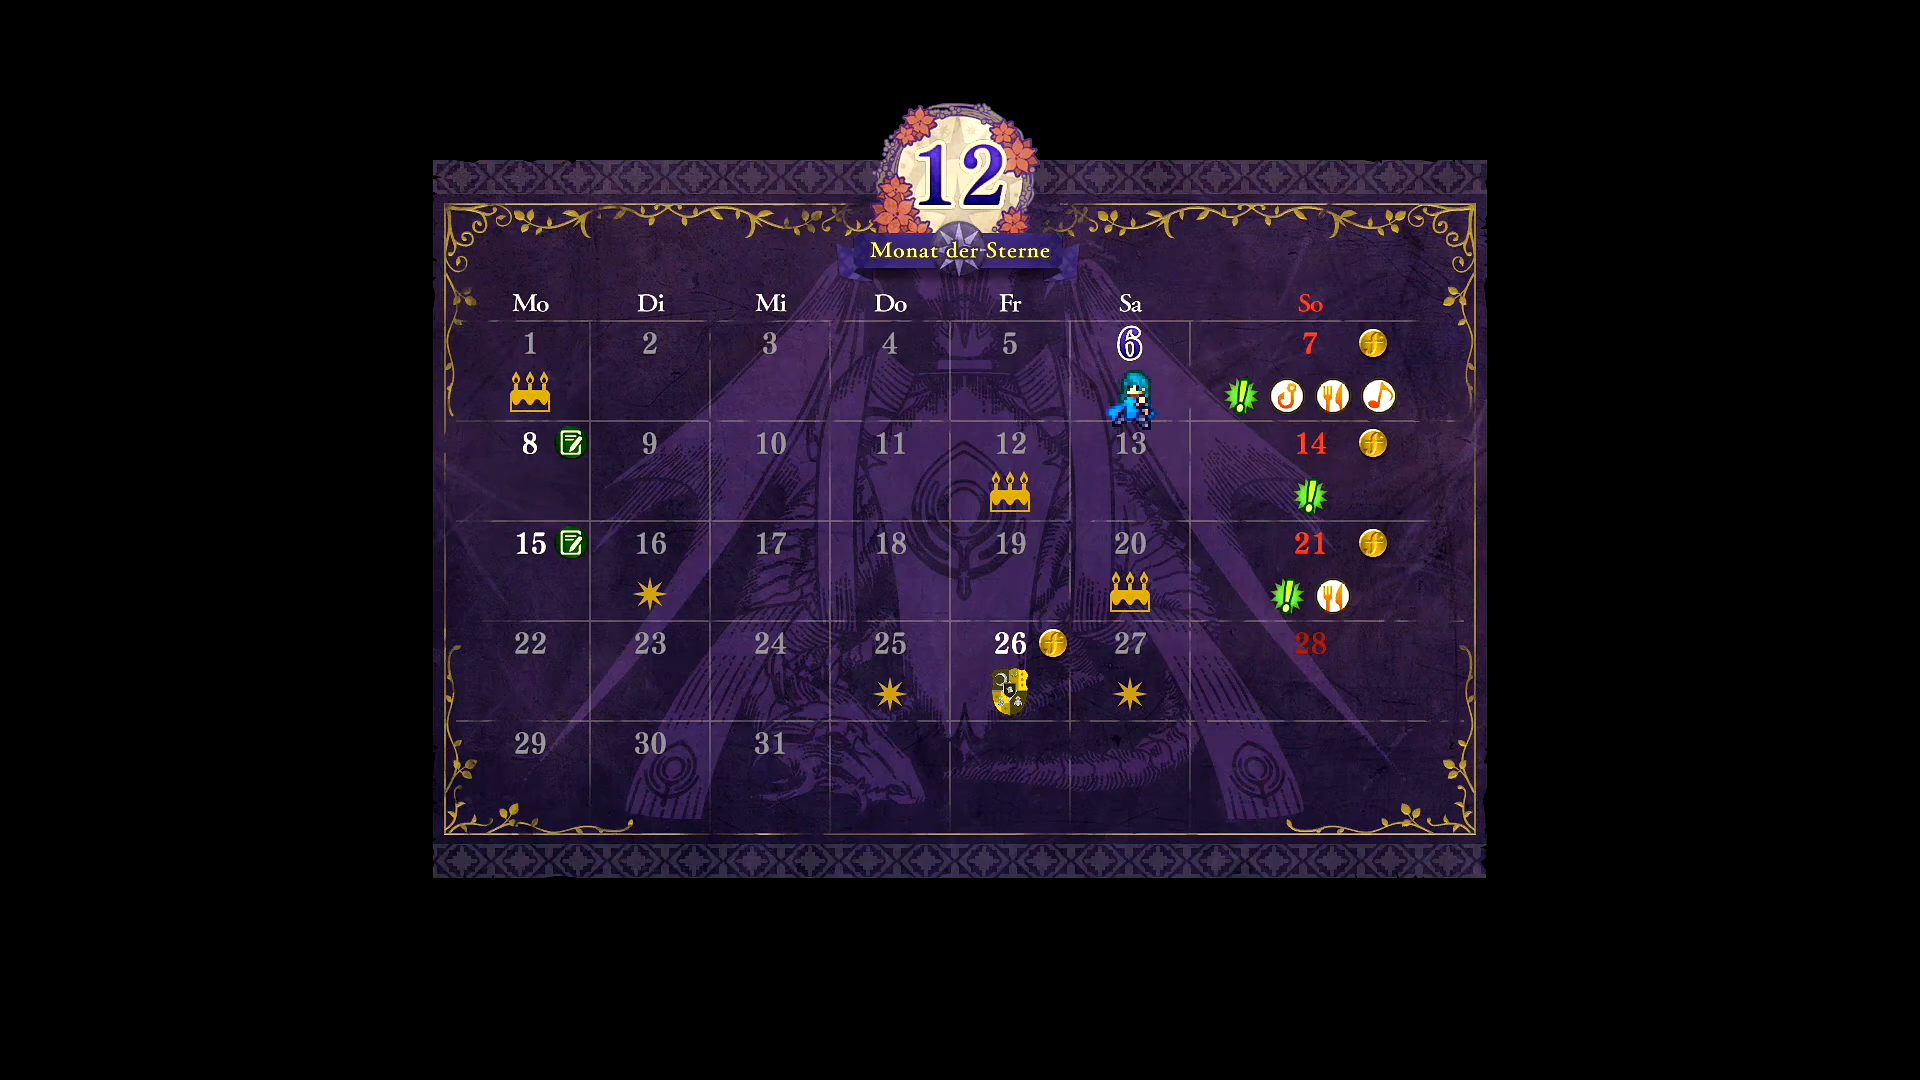 12
Monat der Sterne
Mo Di Mi Do Fr Sa So
1 2 3 4 5 6 7
8 9 10 11 12 13 14
15 16 17 18 19 20 21
22 23 24 25 26 27 28
29 30 31